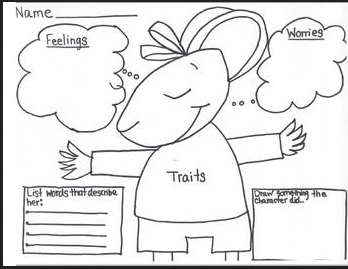 Name
Feelings
Worries
Traits
List words that describe
her:
Draw something the
character did..